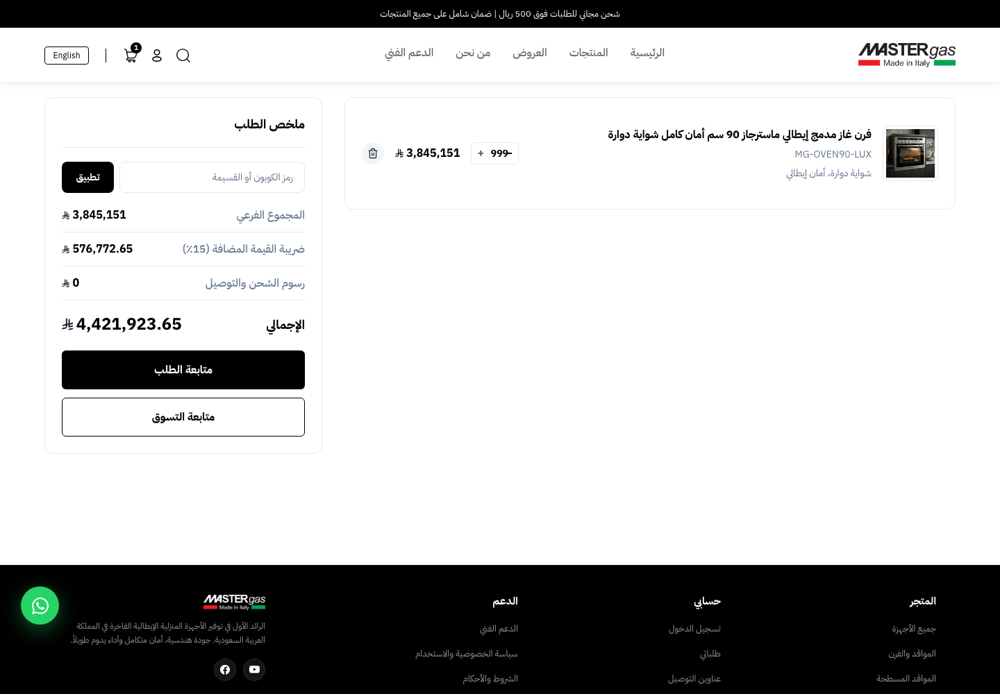 شحن مجاني للطلبات فوق 500 ريال | ضمان شامل على جميع المنتجات
MASTERgas
Made in Italy
الرئيسية
المنتجات
العروض
من نحن
الدعم الفني
1
English
فرن غاز مدمج إيطالي ماسترجاز 90 سم أمان كامل شواية دوارة
MG-OVEN90-LUX
شواية دوارة، أمان إيطالي
-
999
+
3,845,151
ملخص الطلب
رمز الكوبون أو القسيمة
تطبيق
المجموع الفرعي
3,845,151
ضريبة القيمة المضافة (15٪)
576,772.65
رسوم الشحن والتوصيل
0
الإجمالي
4,421,923.65
متابعة الطلب
متابعة التسوق
المتجر
جميع الأجهزة
المواقد والفرن
المواقد المسطحة
حسابي
تسجيل الدخول
طلباتي
عناوين التوصيل
الدعم
الدعم الفني
سياسة الخصوصية والاستخدام
الشروط والأحكام
MASTERgas
Made in Italy
الرائد الأول في توفير الأجهزة المنزلية الإيطالية الفاخرة في المملكة
العربية السعودية. جودة هندسية، أمان متكامل وأداء يدوم طويلاً.